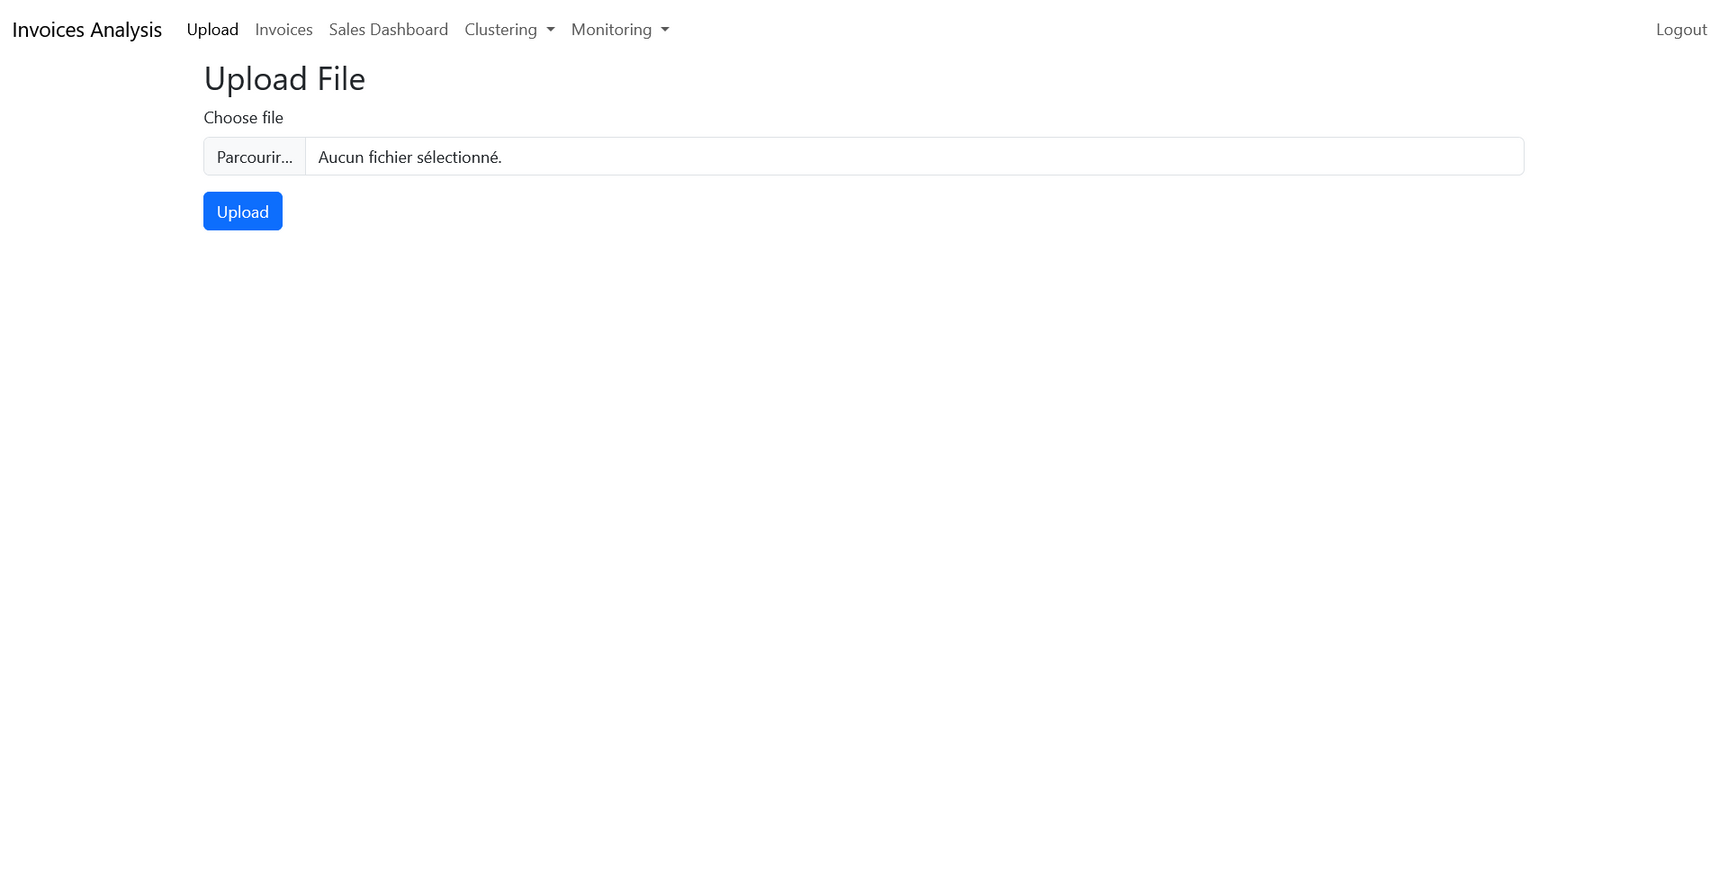 Invoices Analysis Upload Invoices Sales Dashboard Clustering Monitoring Logout
Upload File
Choose file
Parcourir... Aucun fichier sélectionné.
Upload